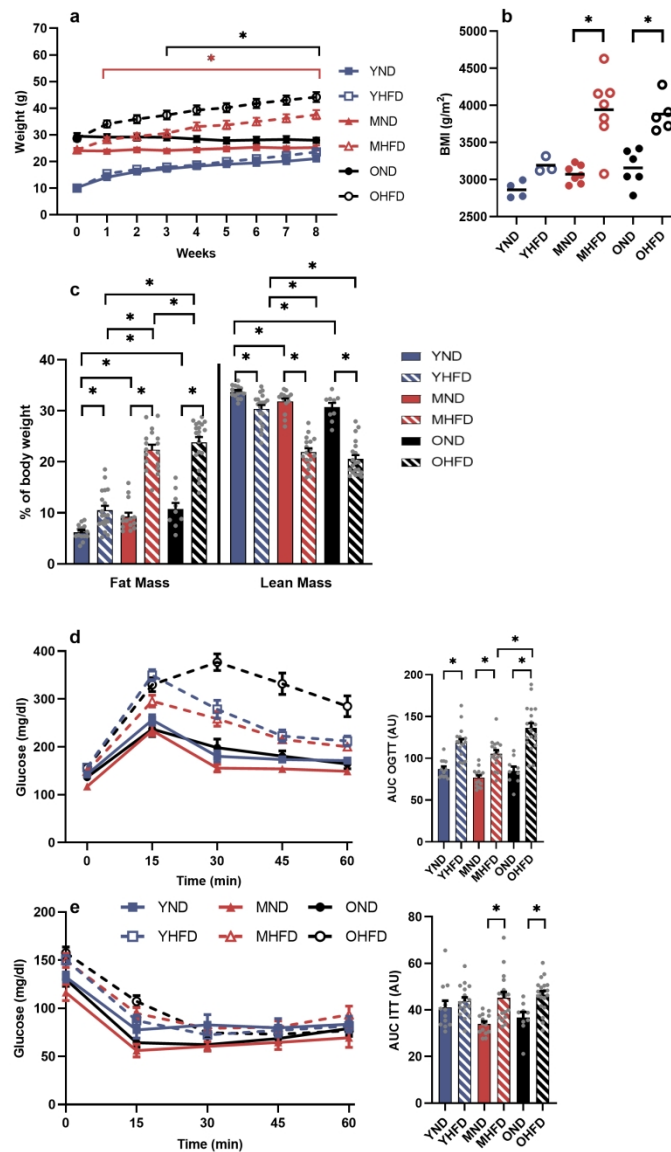 a
*
*
Weight (g)
70
60
50
40
30
20
10
0
0 1 2 3 4 5 6 7 8
Weeks
YND
YHFD
MND
MHFD
OND
OHFD
b
* *
BMI (g/m²)
5000
4500
4000
3500
3000
2500
YND YHFD MND MHFD OND OHFD
c
* *
* *
* *
* *
* *
* * * * * *
% of body weight
40
30
20
10
0
Fat Mass Lean Mass
YND
YHFD
MND
MHFD
OND
OHFD
d
Glucose (mg/dl)
400
300
200
100
0
0 15 30 45 60
Time (min)
*
* * *
AUC OGTT (AU)
200
150
100
50
0
YND YHFD MND MHFD OND OHFD
e
YND MND OND
YHFD MHFD OHFD
Glucose (mg/dl)
200
150
100
50
0
0 15 30 45 60
Time (min)
* *
AUC ITT (AU)
80
60
40
20
0
YND YHFD MND MHFD OND OHFD